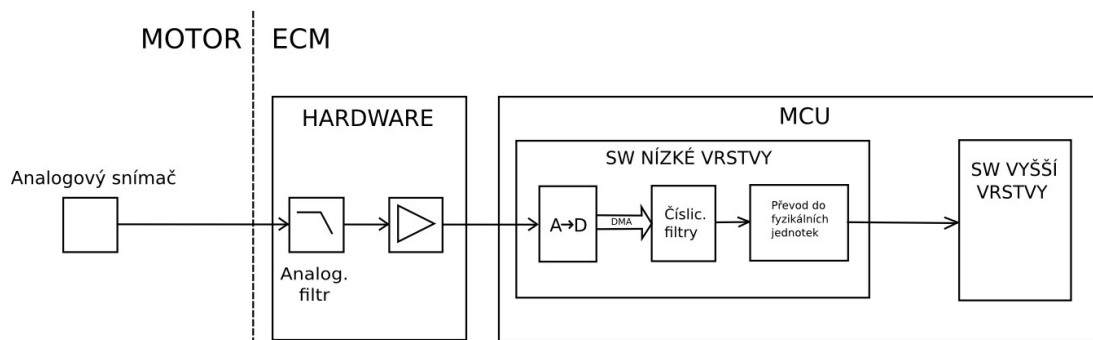 MOTOR
ECM
HARDWARE
MCU
SW NÍZKÉ VRSTVY
SW VYŠŠÍ
VRSTVY
Analogový snímač
Analog.
filtr
A→D
DMA
Číslic.
filtry
Převod do
fyzikálních
jednotek